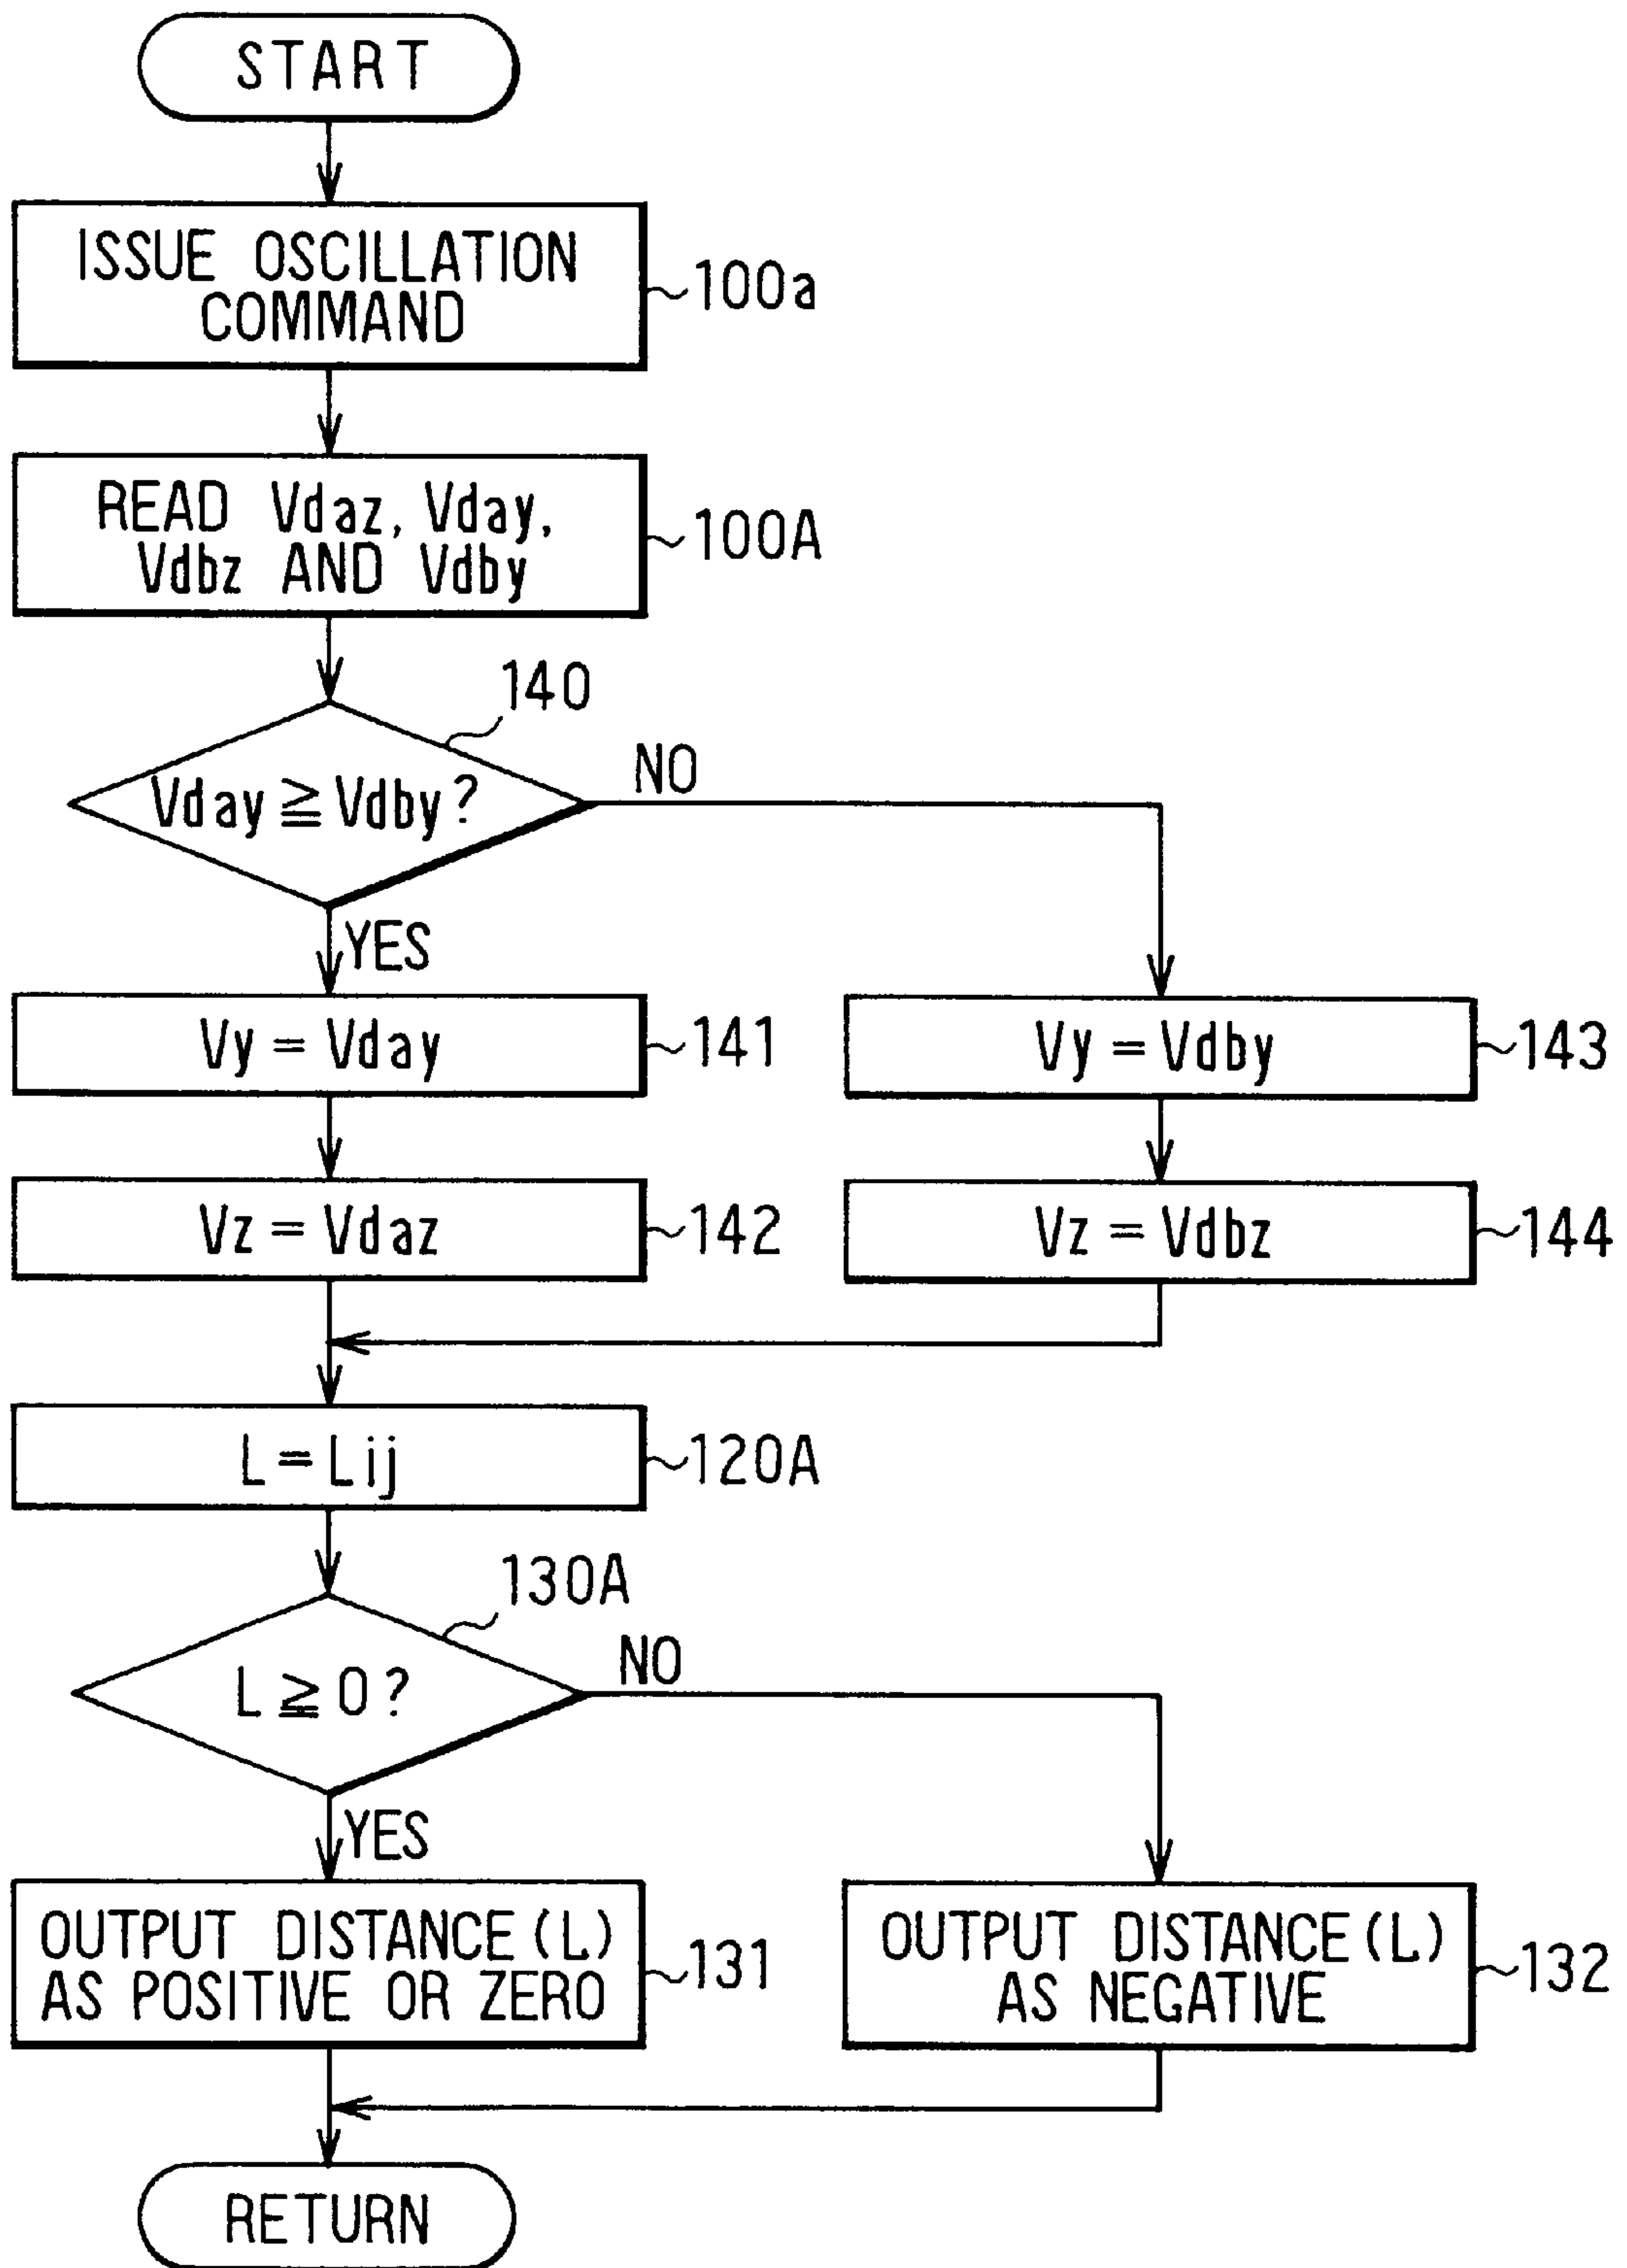 START
ISSUE OSCILLATION
COMMAND
100a
READ Vdaz, Vday,
Vdbz AND Vdby
100A
140
Vday ≧ Vdby?
NO
YES
Vy = Vday
141
Vy = Vdby
143
Vz = Vdaz
142
Vz = Vdbz
144
L = Lij
120A
130A
L ≧ 0?
NO
YES
OUTPUT DISTANCE (L)
AS POSITIVE OR ZERO
131
OUTPUT DISTANCE (L)
AS NEGATIVE
132
RETURN